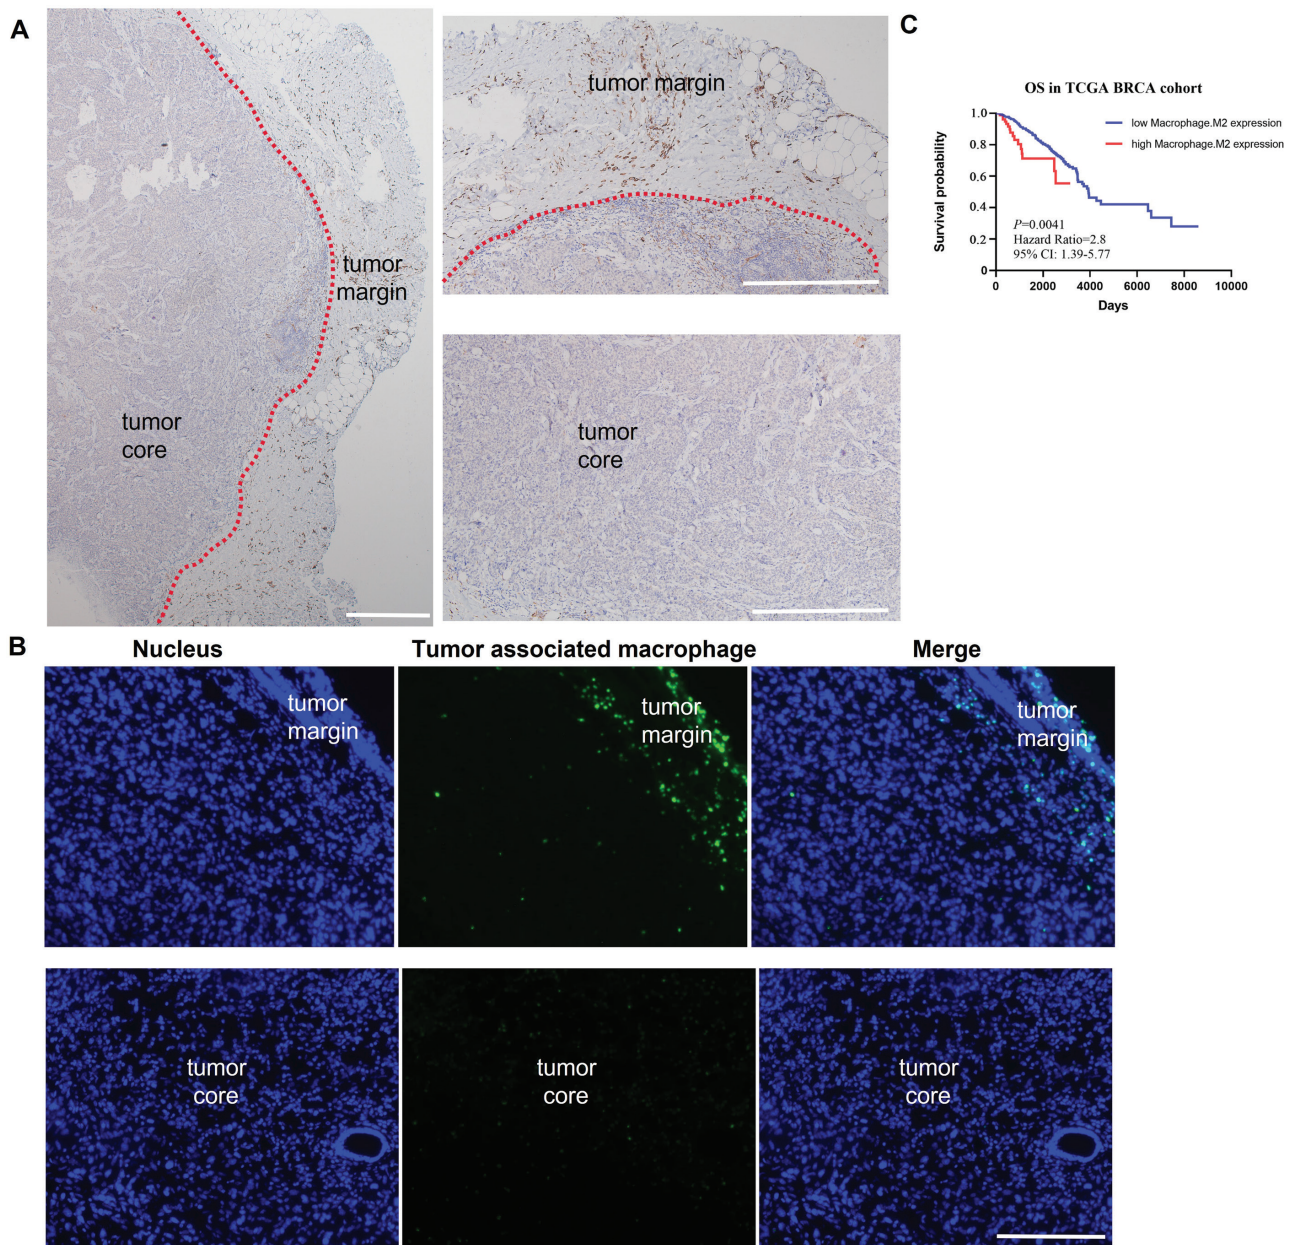 A
tumor
core
tumor
margin
tumor margin
tumor
core
C
OS in TCGA BRCA cohort
Survival probability
1.0
0.8
0.6
0.4
0.2
0
0
2000
4000
6000
8000
10000
Days
low Macrophage.M2 expression
high Macrophage.M2 expression
P=0.0041
Hazard Ratio=2.8
95% CI: 1.39-5.77
B
Nucleus
Tumor associated macrophage
Merge
tumor
margin
tumor
margin
tumor
margin
tumor
core
tumor
core
tumor
core